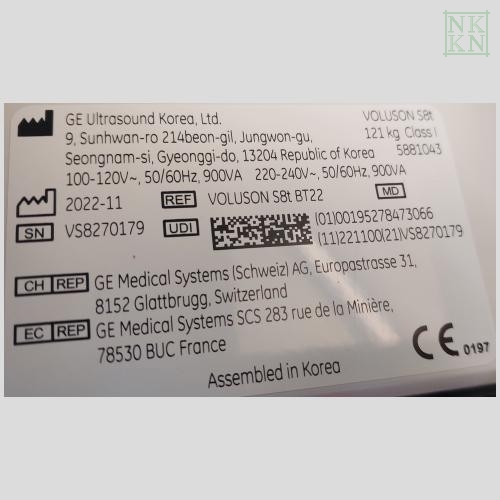 NK
KN
GE Ultrasound Korea, Ltd.
9, Sunhwan-ro 214beon-gil, Jungwon-gu,
Seongnam-si, Gyeonggi-do, 13204 Republic of Korea
100-120V~, 50/60Hz, 900VA 220-240V~, 50/60Hz, 900VA
VOLUSON S8t
121 kg Class I
5881043
2022-11 REF VOLUSON S8t BT22 MD
SN VS8270179 UDI (01)00195278473066
(11)221100(21)VS8270179
CH REP GE Medical Systems (Schweiz) AG, Europastrasse 31,
8152 Glattbrugg, Switzerland
EC REP GE Medical Systems SCS 283 rue de la Minière,
78530 BUC France
CE 0197
Assembled in Korea